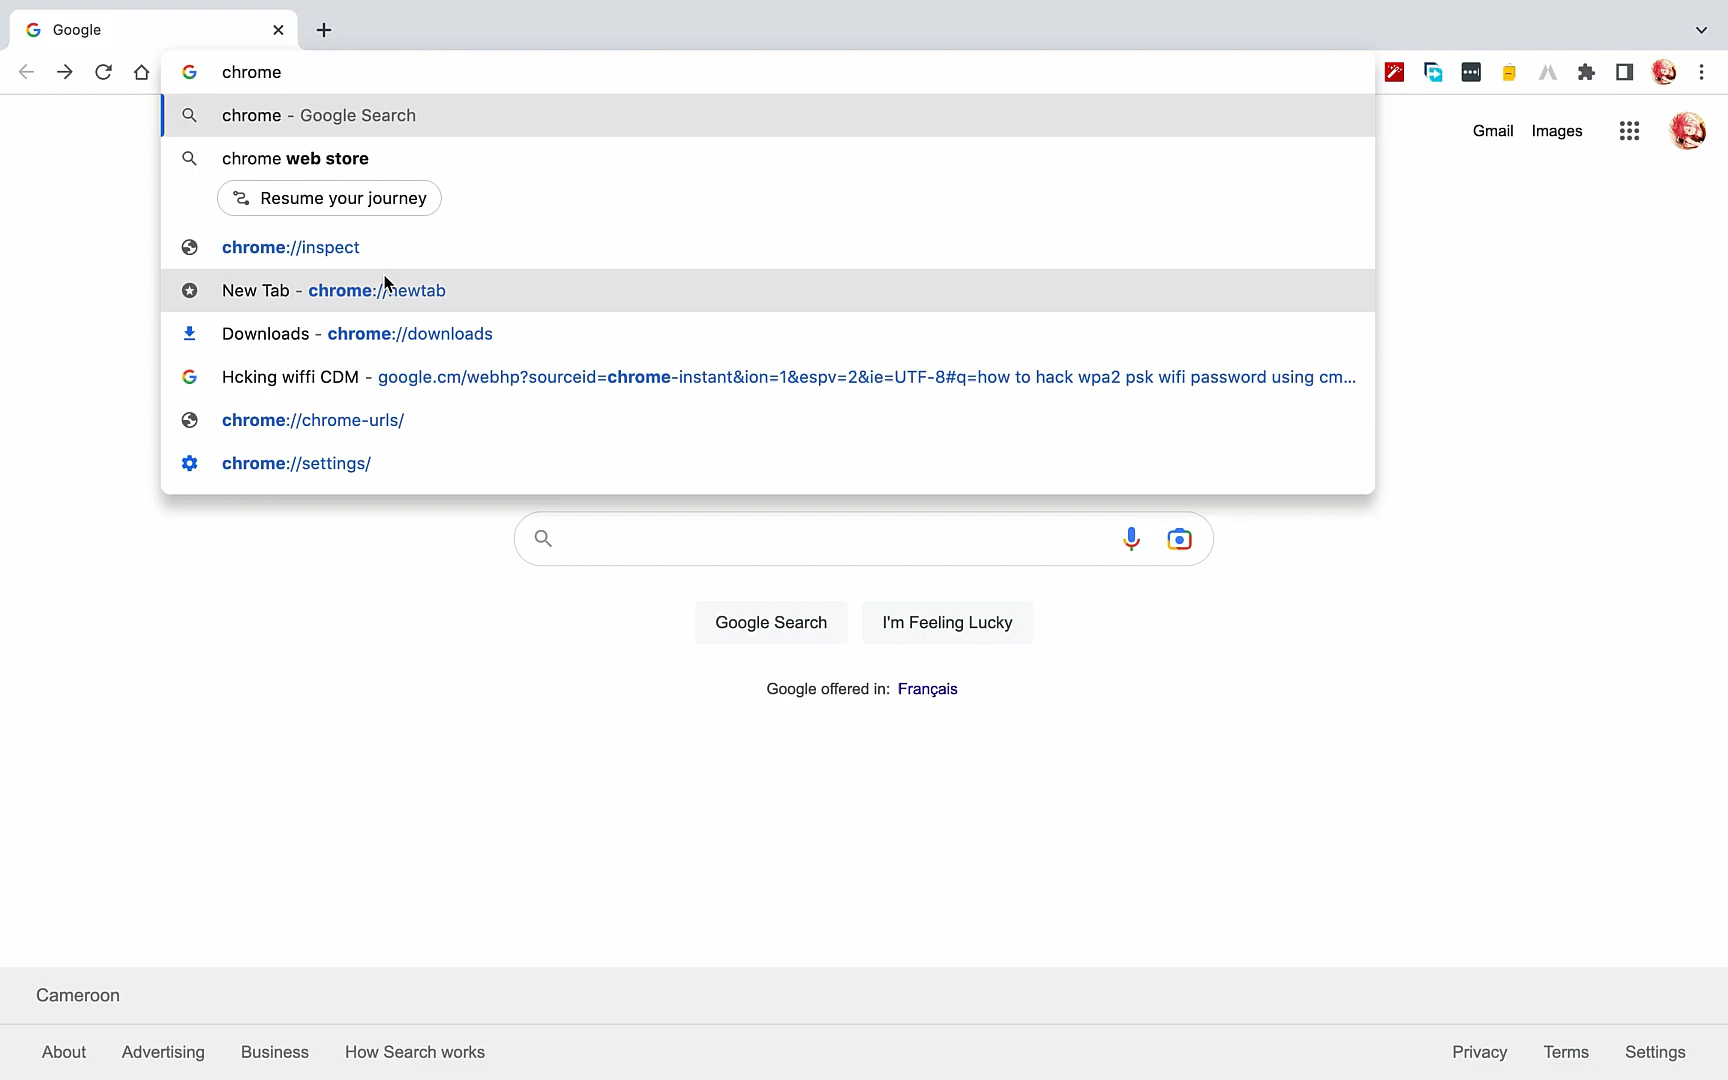 Google
chrome
chrome - Google Search
chrome web store
Resume your journey
chrome://inspect
New Tab - chrome://newtab
Downloads - chrome://downloads
Hcking wiffi CDM - google.cm/webhp?sourceid=chrome-instant&ion=1&espv=2&ie=UTF-8#q=how to hack wpa2 psk wifi password using cm...
chrome://chrome-urls/
chrome://settings/
Gmail Images
Google Search I'm Feeling Lucky
Google offered in: Français
Cameroon
About Advertising Business How Search works Privacy Terms Settings